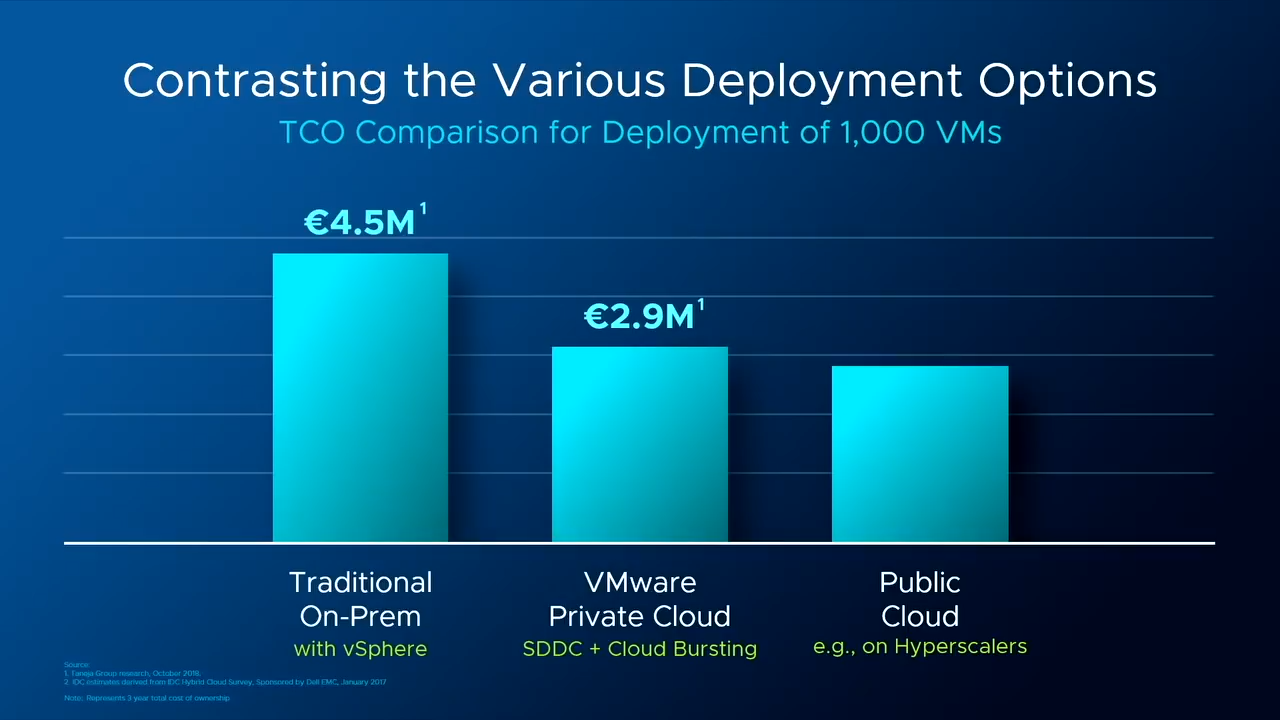 Contrasting the Various Deployment Options
TCO Comparison for Deployment of 1,000 VMs
€4.5M¹
€2.9M¹
Traditional
On-Prem
with vSphere
VMware
Private Cloud
SDDC + Cloud Bursting
Public
Cloud
e.g., on Hyperscalers
Source:
1. Taneja Group research, October 2016.
2. IDC estimates derived from IDC Hybrid Cloud Survey, Sponsored by Dell EMC, January 2017
Note: Represents 3 year total cost of ownership